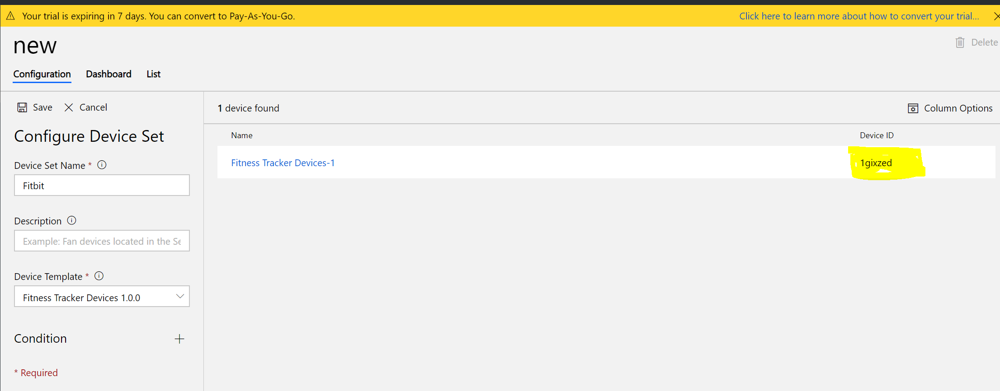 Your trial is expiring in 7 days. You can convert to Pay-As-You-Go.
Click here to learn more about how to convert your trial...
new
Delete
Configuration Dashboard List
Save Cancel
Configure Device Set
Device Set Name *
Fitbit
Description
Example: Fan devices located in the Se
Device Template *
Fitness Tracker Devices 1.0.0
Condition
* Required
1 device found
Column Options
Name Device ID
Fitness Tracker Devices-1 1gixzed